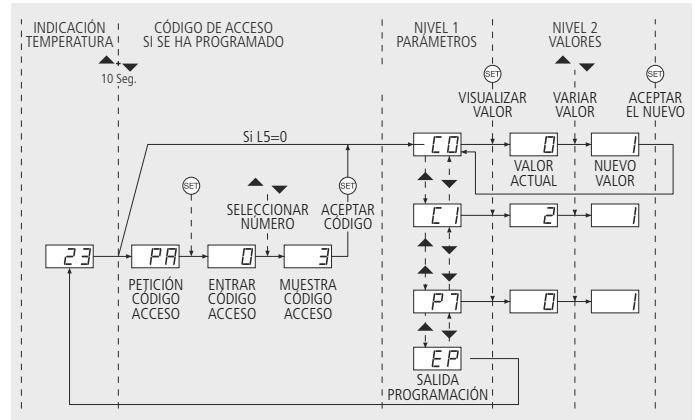 INDICACIÓN
TEMPERATURA
CÓDIGO DE ACCESO
SI SE HA PROGRAMADO
NIVEL 1
PARÁMETROS
NIVEL 2
VALORES
+
10 Seg.
SET
VISUALIZAR
VALOR
VARIAR
VALOR
SET
ACEPTAR
EL NUEVO
Si L5=0
C0
0
1
VALOR
ACTUAL
NUEVO
VALOR
SET
SELECCIONAR
NÚMERO
SET
ACEPTAR
CÓDIGO
C1
2
1
23
PA
0
3
PETICIÓN
CÓDIGO
ACCESO
ENTRAR
CÓDIGO
ACCESO
MUESTRA
CÓDIGO
ACCESO
P7
0
1
EP
SALIDA
PROGRAMACIÓN